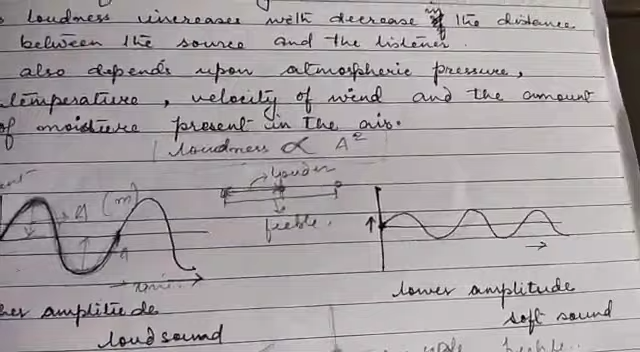 loudness increases with decrease in the distance
between the source and the listener.
also depends upon atmospheric pressure,
temperature, velocity of wind and the amount
of moisture present in the air.
loudness ∝ A²
louder
A (m)
feeble.
A
time.
lower amplitude
amplitude
soft sound
loud sound
feeble..